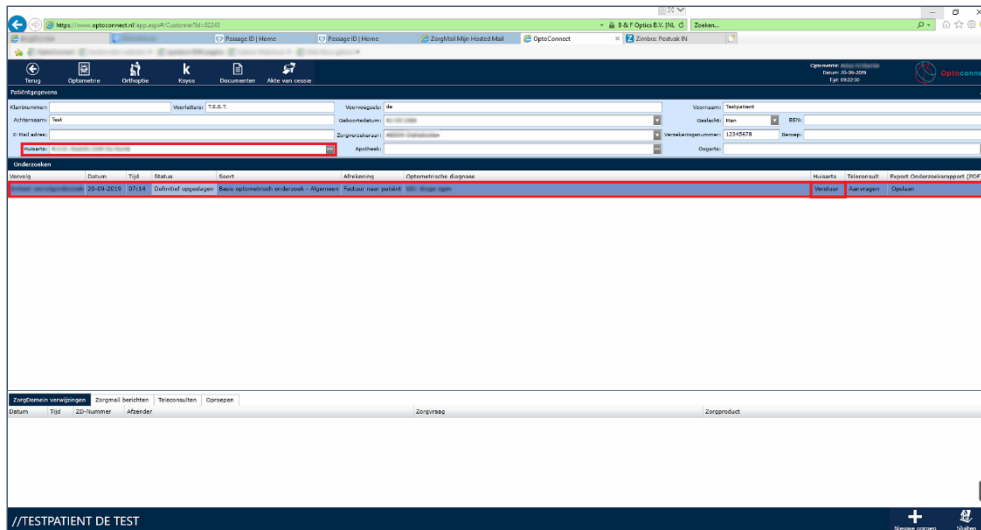 https://www.optoconnect.nl/app.aspx#/Customer?Id=82243
B & F Optics B.V. [NL]
Zoeken...
Passage ID | Home
Passage ID | Home
ZorgMail Mijn Hosted Mail
OptoConnect
Zimbra: Postvak IN
Terug
Optometrie
Orthoptie
Ksyos
Documenten
Akte van cessie
Optometrist:
Datum: 20-09-2019
Tijd: 09:22:30
Optoconne
Patiëntgegevens
Klantnummer:
Voorletters: T.E.S.T.
Voorvoegsels: de
Voornaam: Testpatient
Achternaam: Test
Geboortedatum:
Geslacht: Man
BSN:
E-Mail adres:
Zorgverzekeraar:
Verzekeringsnummer: 12345678
Beroep:
Huisarts:
Apotheek:
Oogarts:
Onderzoeken
Vervolg Datum Tijd Status Soort Afrekening Optometrische diagnose Huisarts Teleconsult Export Onderzoeksrapport (PDF)
20-09-2019 07:14 Definitief opgeslagen Basis optometrisch onderzoek - Algemeen Factuur naar patiënt Verstuur Aanvragen Opslaan
ZorgDomein verwijzingen Zorgmail berichten Teleconsulten Oproepen
Datum Tijd ZD-Nummer Afzender Zorgvraag Zorgproduct
//TESTPATIENT DE TEST
Nieuwe oproep
Sluiten